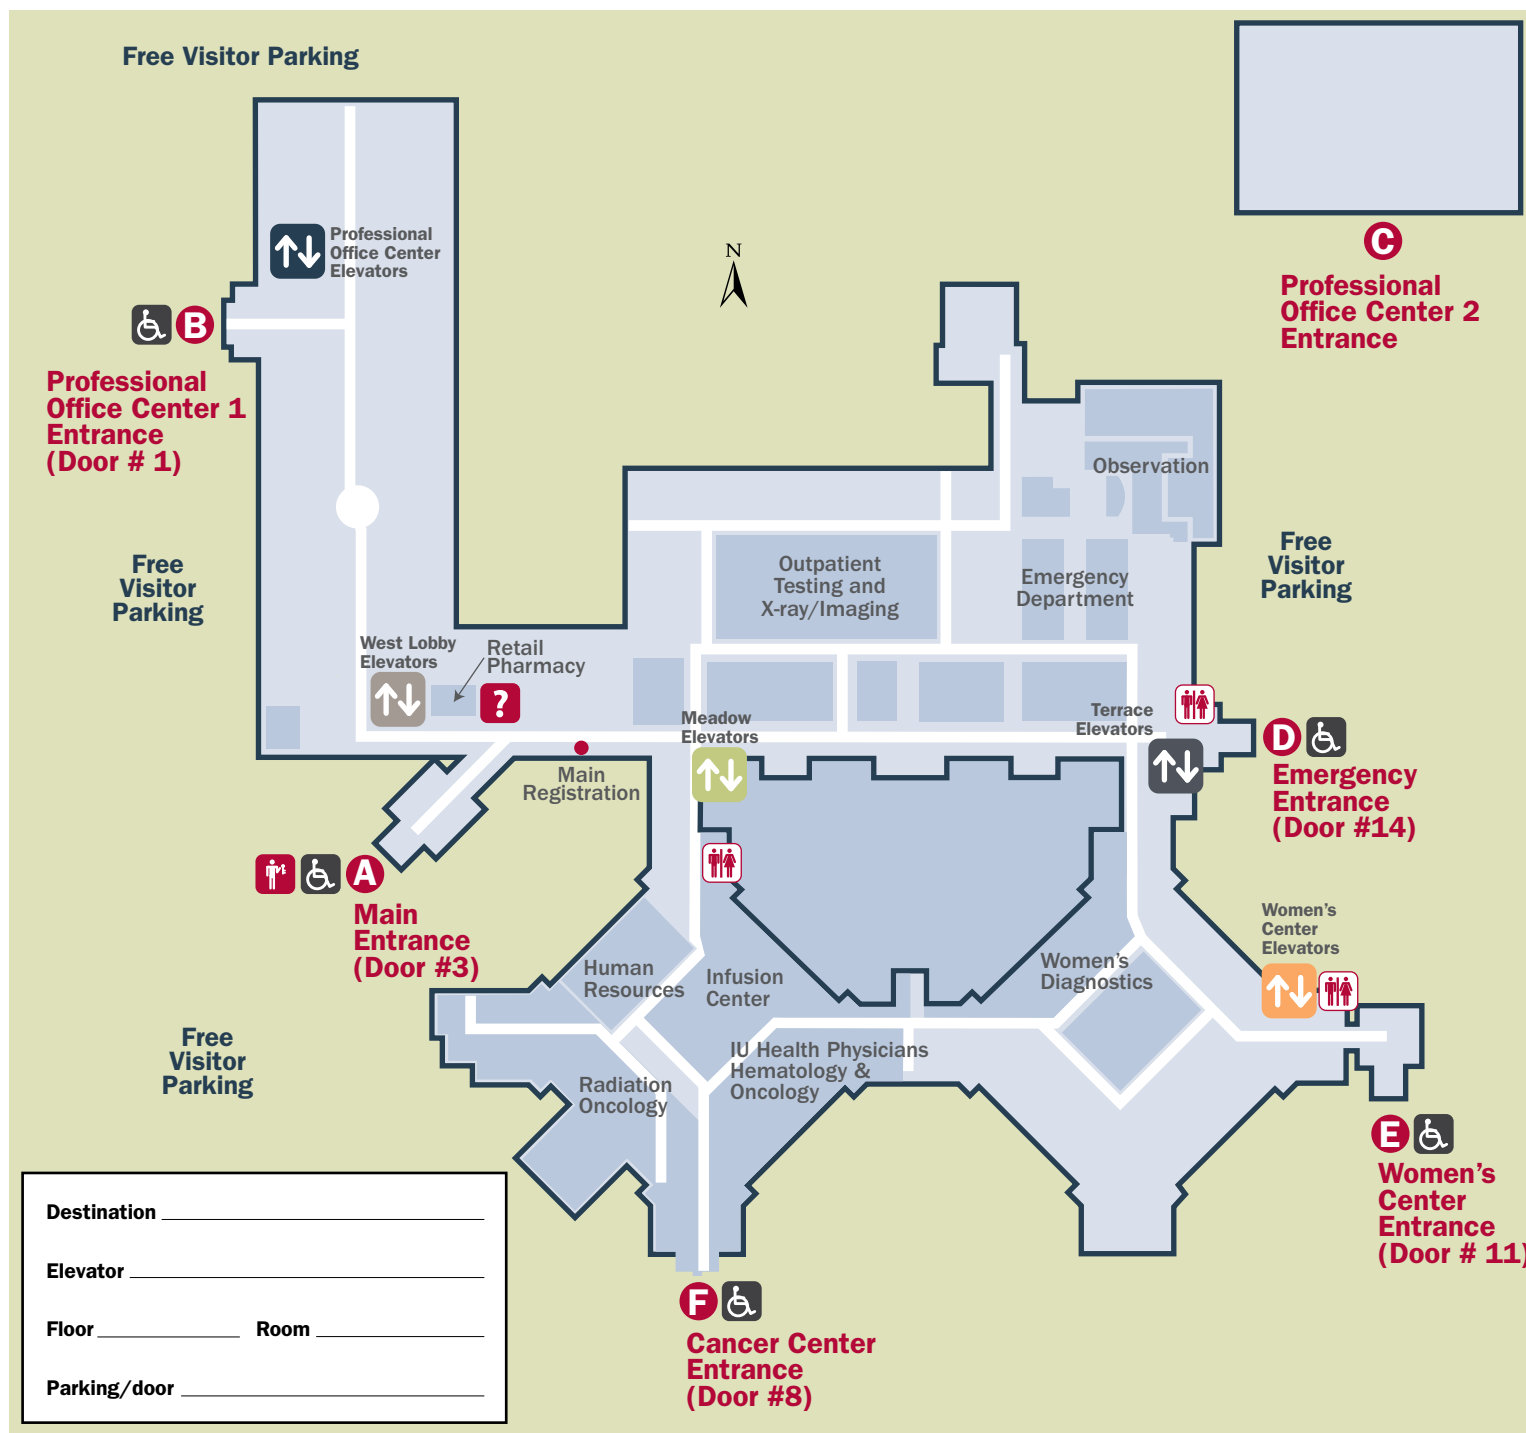 Free Visitor Parking
Professional
Office Center
Elevators
N
C
Professional
Office Center 2
Entrance
B
Professional
Office Center 1
Entrance
(Door # 1)
Observation
Free
Visitor
Parking
Outpatient
Testing and
X-ray/Imaging
Emergency
Department
Free
Visitor
Parking
West Lobby
Elevators
Retail
Pharmacy
?
Meadow
Elevators
Terrace
Elevators
D
Emergency
Entrance
(Door #14)
Main
Registration
A
Main
Entrance
(Door #3)
Women's
Center
Elevators
Human
Resources
Infusion
Center
Women's
Diagnostics
Free
Visitor
Parking
IU Health Physicians
Hematology &
Oncology
Radiation
Oncology
E
Women's
Center
Entrance
(Door # 11)
F
Cancer Center
Entrance
(Door #8)
Destination
Elevator
Floor Room
Parking/door